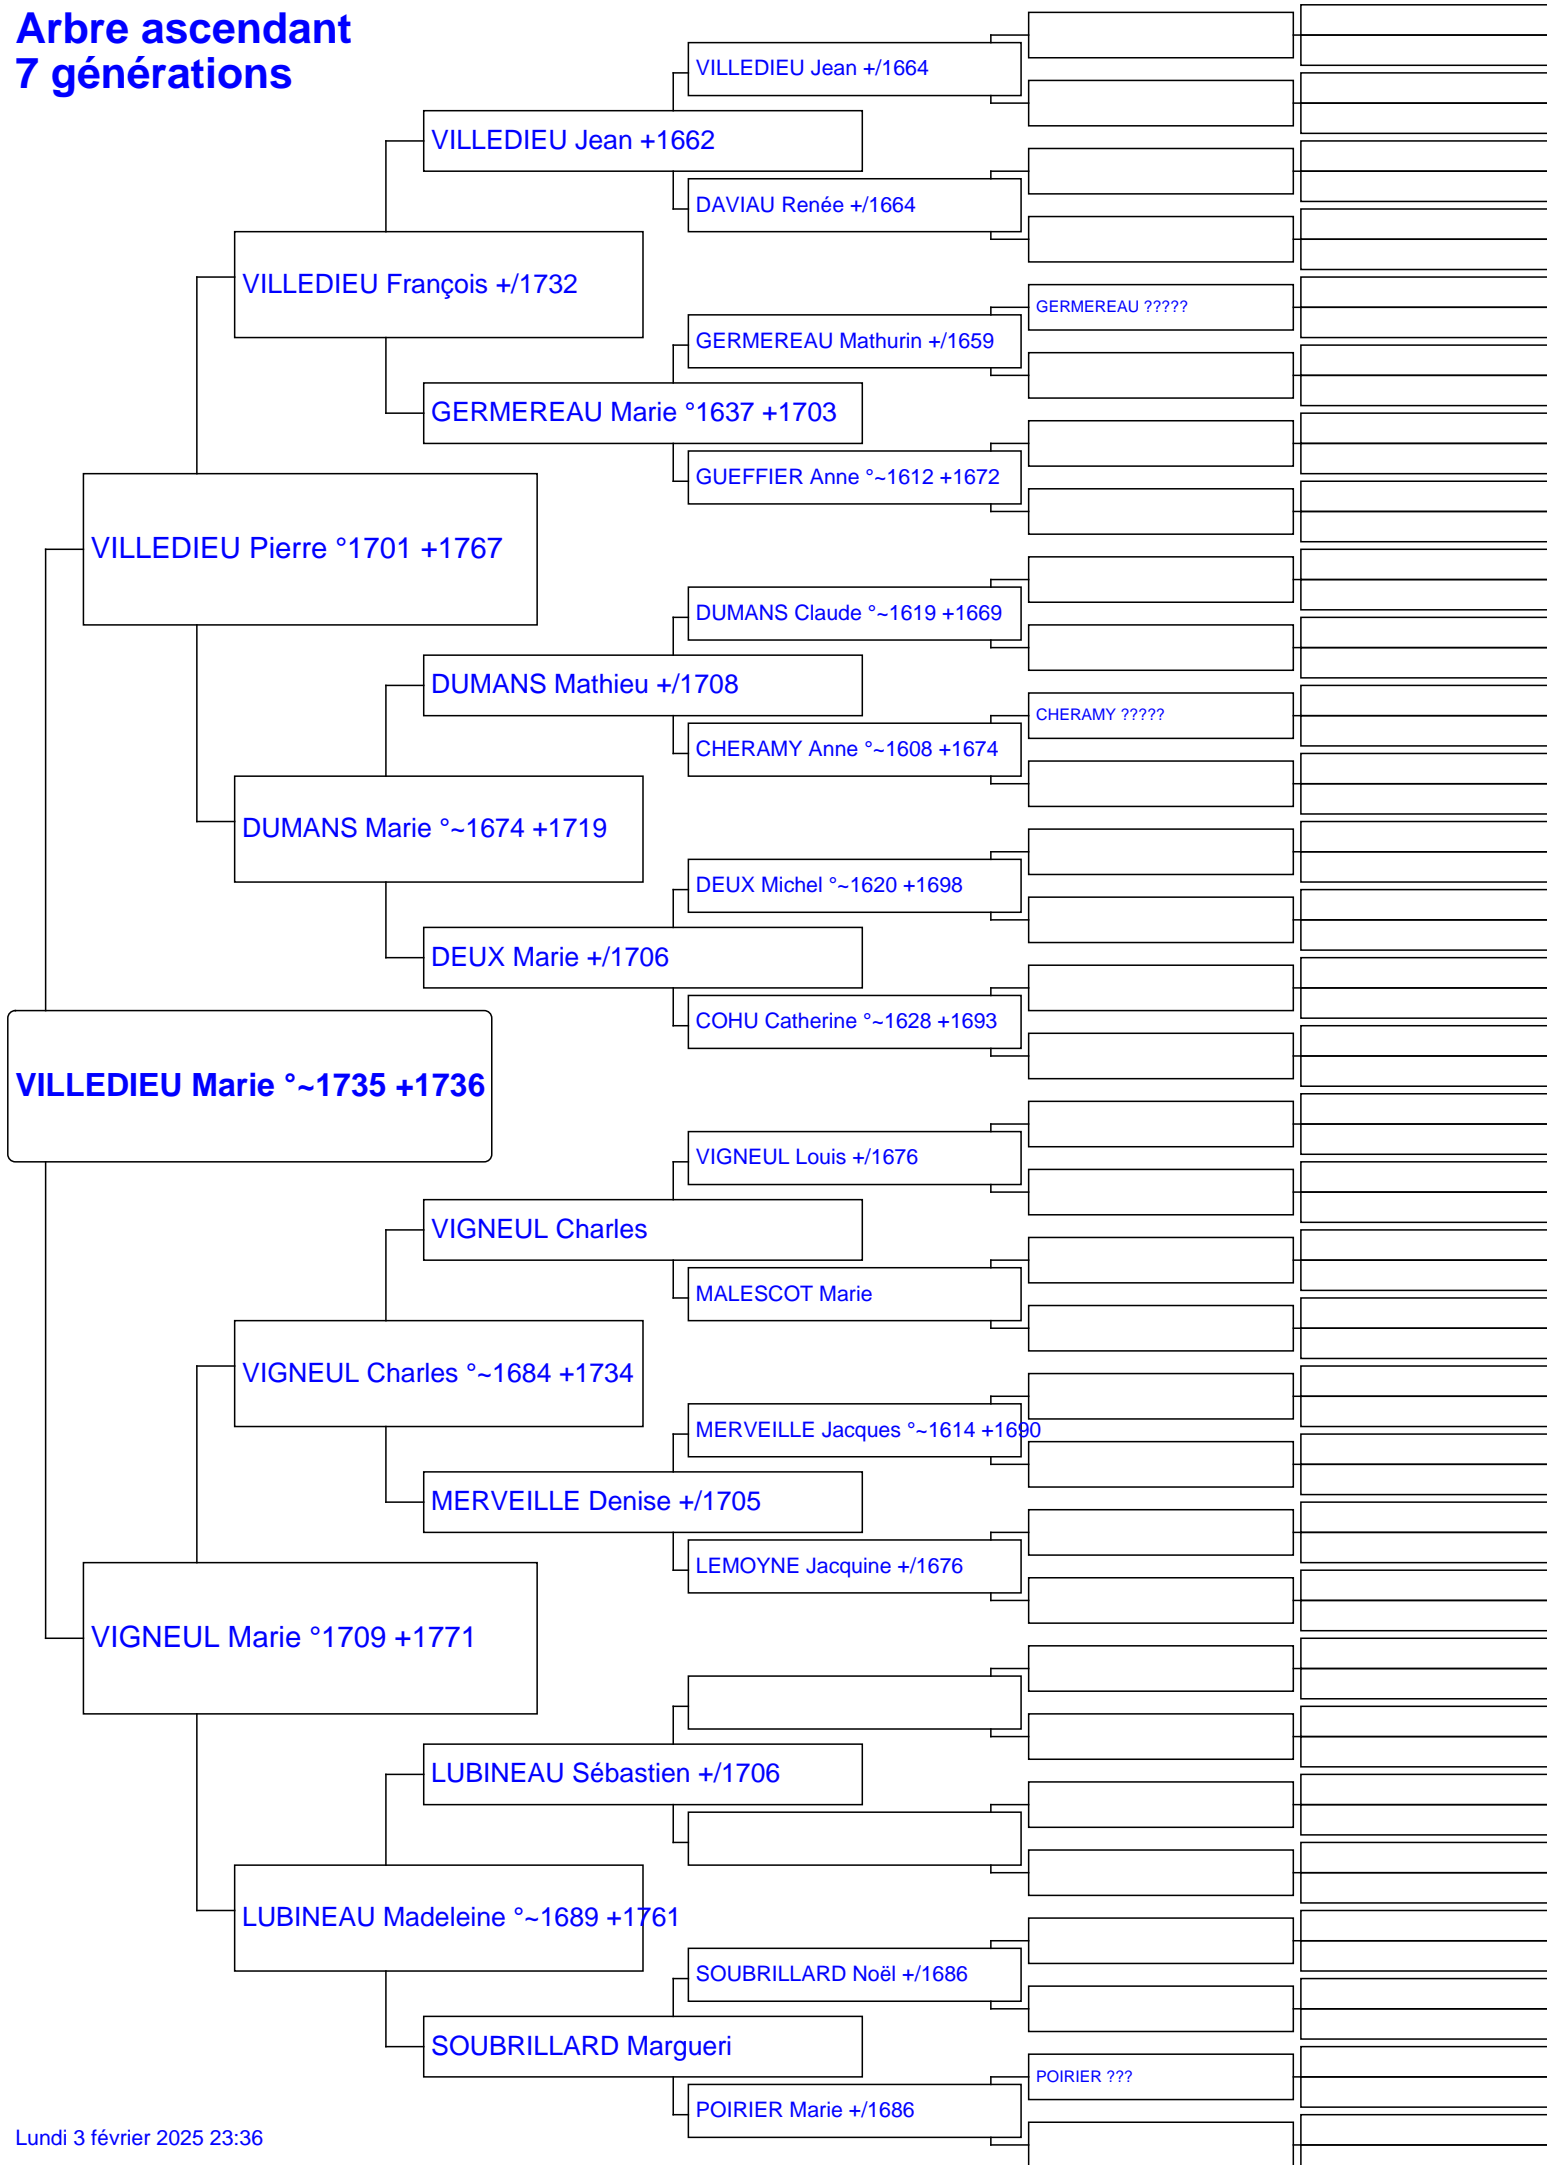 Arbre ascendant
7 générations
VILLEDIEU Jean +/1664
VILLEDIEU Jean +1662
DAVIAU Renée +/1664
VILLEDIEU François +/1732
GERMEREAU ?????
GERMEREAU Mathurin +/1659
GERMEREAU Marie °1637 +1703
GUEFFIER Anne °~1612 +1672
VILLEDIEU Pierre °1701 +1767
DUMANS Claude °~1619 +1669
DUMANS Mathieu +/1708
CHERAMY ?????
CHERAMY Anne °~1608 +1674
DUMANS Marie °~1674 +1719
DEUX Michel °~1620 +1698
DEUX Marie +/1706
COHU Catherine °~1628 +1693
VILLEDIEU Marie °~1735 +1736
VIGNEUL Louis +/1676
VIGNEUL Charles
MALESCOT Marie
VIGNEUL Charles °~1684 +1734
MERVEILLE Jacques °~1614 +1690
MERVEILLE Denise +/1705
LEMOYNE Jacquine +/1676
VIGNEUL Marie °1709 +1771
LUBINEAU Sébastien +/1706
LUBINEAU Madeleine °~1689 +1761
SOUBRILLARD Noël +/1686
SOUBRILLARD Margueri
POIRIER ???
POIRIER Marie +/1686
Lundi 3 février 2025 23:36